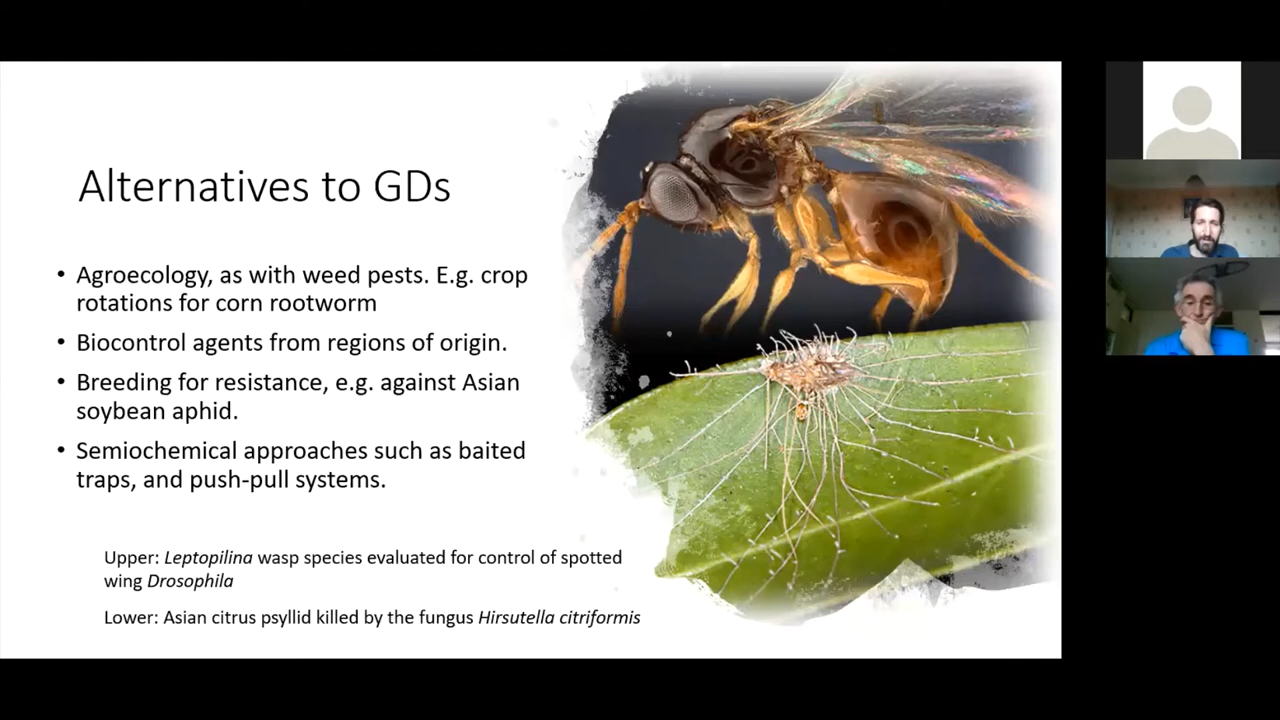 Alternatives to GDs
• Agroecology, as with weed pests. E.g. crop
rotations for corn rootworm
• Biocontrol agents from regions of origin.
• Breeding for resistance, e.g. against Asian
soybean aphid.
• Semiochemical approaches such as baited
traps, and push-pull systems.
Upper: Leptopilina wasp species evaluated for control of spotted
wing Drosophila
Lower: Asian citrus psyllid killed by the fungus Hirsutella citriformis